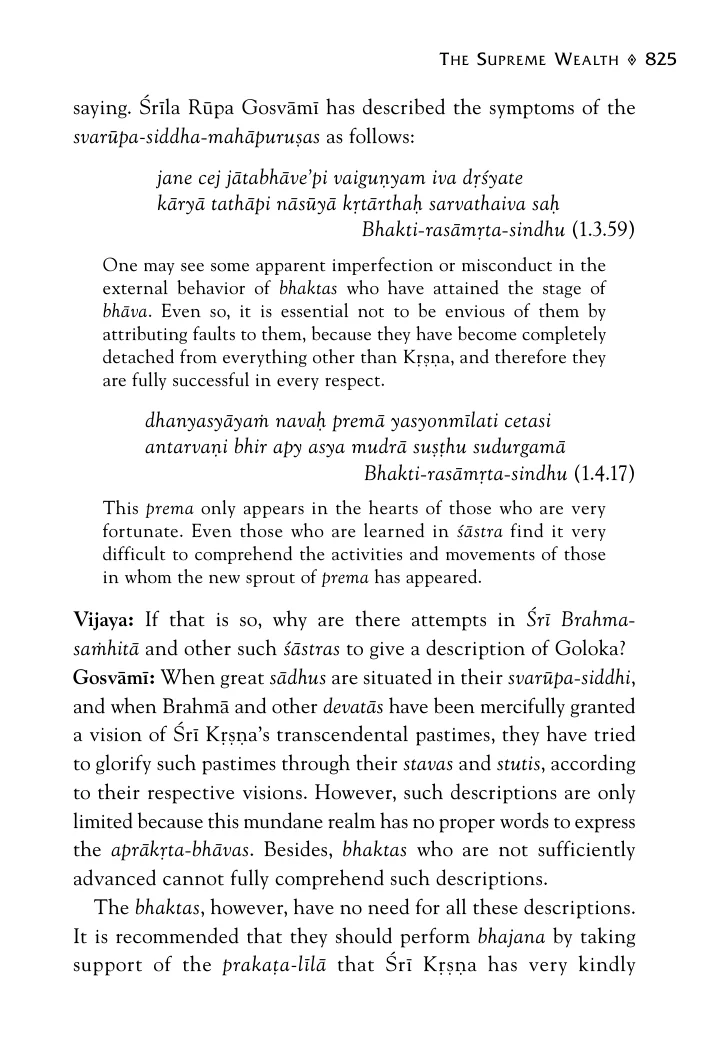 The Supreme Wealth ◊ 825
saying. Śrīla Rūpa Gosvāmī has described the symptoms of the
svarūpa-siddha-mahāpuruṣas as follows:
jane cej jātabhāve’pi vaiguṇyam iva dṛśyate
kāryā tathāpi nāsūyā kṛtārthaḥ sarvathaiva saḥ
Bhakti-rasāmṛta-sindhu (1.3.59)
One may see some apparent imperfection or misconduct in the
external behavior of bhaktas who have attained the stage of
bhāva. Even so, it is essential not to be envious of them by
attributing faults to them, because they have become completely
detached from everything other than Kṛṣṇa, and therefore they
are fully successful in every respect.
dhanyasyāyaṁ navaḥ premā yasyonmīlati cetasi
antarvaṇi bhir apy asya mudrā suṣṭhu sudurgamā
Bhakti-rasāmṛta-sindhu (1.4.17)
This prema only appears in the hearts of those who are very
fortunate. Even those who are learned in śāstra find it very
difficult to comprehend the activities and movements of those
in whom the new sprout of prema has appeared.
Vijaya: If that is so, why are there attempts in Śrī Brahma-
saṁhitā and other such śāstras to give a description of Goloka?
Gosvāmī: When great sādhus are situated in their svarūpa-siddhi,
and when Brahmā and other devatās have been mercifully granted
a vision of Śrī Kṛṣṇa’s transcendental pastimes, they have tried
to glorify such pastimes through their stavas and stutis, according
to their respective visions. However, such descriptions are only
limited because this mundane realm has no proper words to express
the aprākṛta-bhāvas. Besides, bhaktas who are not sufficiently
advanced cannot fully comprehend such descriptions.
The bhaktas, however, have no need for all these descriptions.
It is recommended that they should perform bhajana by taking
support of the prakaṭa-līlā that Śrī Kṛṣṇa has very kindly